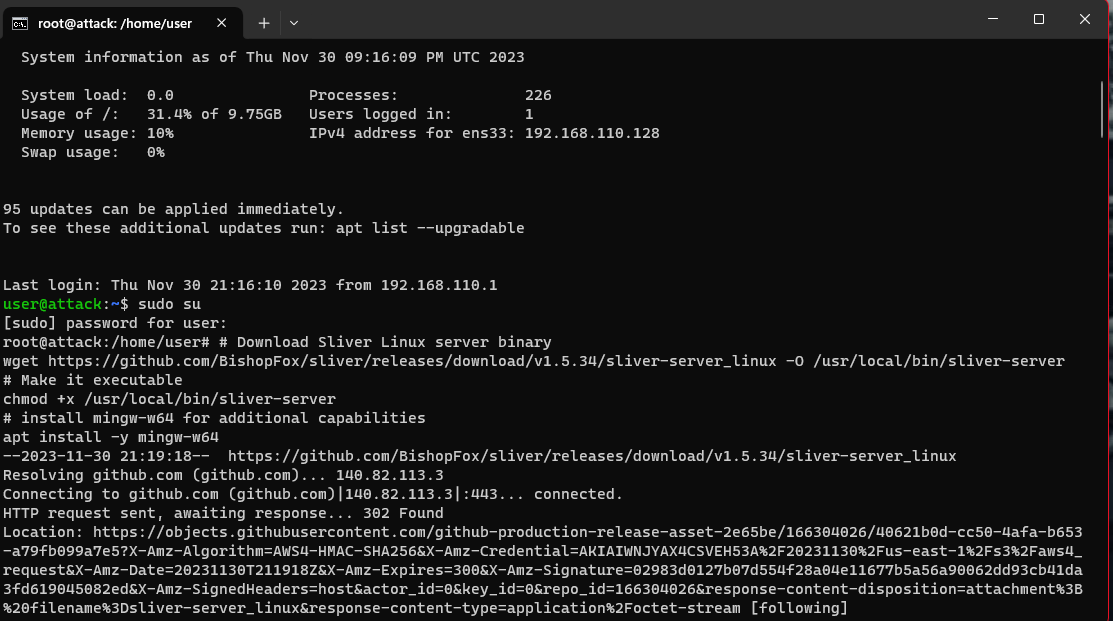 root@attack: /home/user
System information as of Thu Nov 30 09:16:09 PM UTC 2023
System load:  0.0               Processes:              226
Usage of /:   31.4% of 9.75GB   Users logged in:        1
Memory usage: 10%               IPv4 address for ens33: 192.168.110.128
Swap usage:   0%
95 updates can be applied immediately.
To see these additional updates run: apt list --upgradable
Last login: Thu Nov 30 21:16:10 2023 from 192.168.110.1
user@attack:~$ sudo su
[sudo] password for user:
root@attack:/home/user# # Download Sliver Linux server binary
wget https://github.com/BishopFox/sliver/releases/download/v1.5.34/sliver-server_linux -O /usr/local/bin/sliver-server
# Make it executable
chmod +x /usr/local/bin/sliver-server
# install mingw-w64 for additional capabilities
apt install -y mingw-w64
--2023-11-30 21:19:18--  https://github.com/BishopFox/sliver/releases/download/v1.5.34/sliver-server_linux
Resolving github.com (github.com)... 140.82.113.3
Connecting to github.com (github.com)|140.82.113.3|:443... connected.
HTTP request sent, awaiting response... 302 Found
Location: https://objects.githubusercontent.com/github-production-release-asset-2e65be/166304026/40621b0d-cc50-4afa-b653
-a79fb099a7e5?X-Amz-Algorithm=AWS4-HMAC-SHA256&X-Amz-Credential=AKIAIWNJYAX4CSVEH53A%2F20231130%2Fus-east-1%2Fs3%2Faws4_
request&X-Amz-Date=20231130T211918Z&X-Amz-Expires=300&X-Amz-Signature=02983d0127b07d554f28a04e11677b5a56a90062dd93cb41da
3fd619045082ed&X-Amz-SignedHeaders=host&actor_id=0&key_id=0&repo_id=166304026&response-content-disposition=attachment%3B
%20filename%3Dsliver-server_linux&response-content-type=application%2Foctet-stream [following]